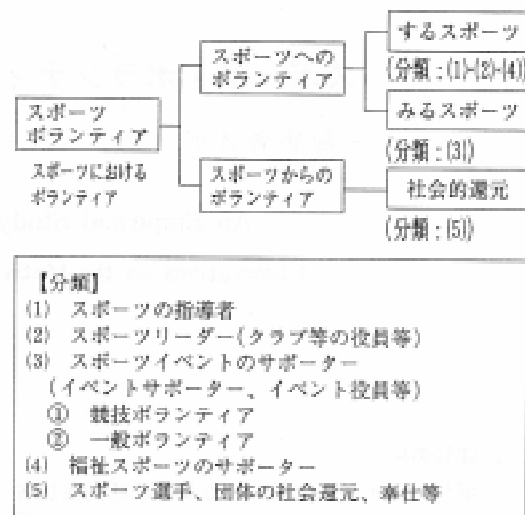 するスポーツ
(分類：(1)・(2)・(4))
スポーツへの
ボランティア
みるスポーツ
(分類：(3))
スポーツ
ボランティア
スポーツにおける
ボランティア
スポーツからの
ボランティア
社会的還元
(分類：(5))
【分類】
(1) スポーツの指導者
(2) スポーツリーダー(クラブ等の役員等)
(3) スポーツイベントのサポーター
(イベントサポーター、イベント役員等)
① 競技ボランティア
② 一般ボランティア
(4) 福祉スポーツのサポーター
(5) スポーツ選手、団体の社会還元、奉仕等